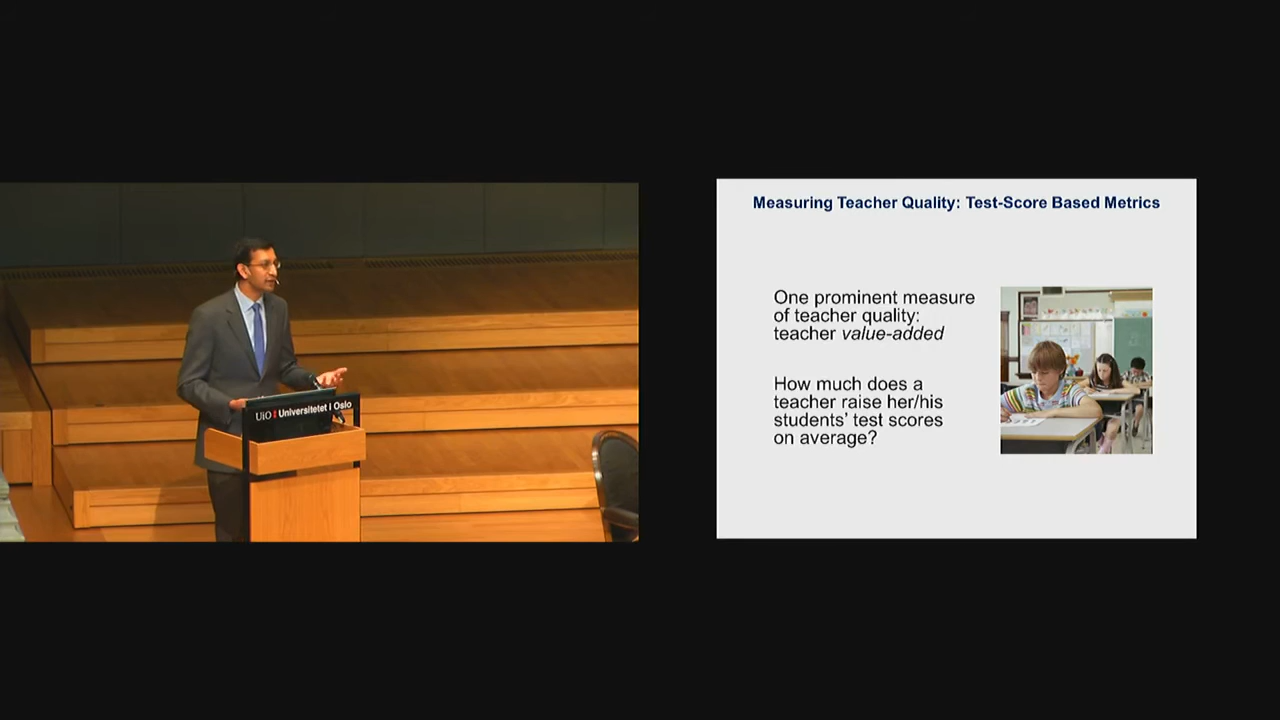 UiO Universitetet i Oslo
Measuring Teacher Quality: Test-Score Based Metrics
One prominent measure
of teacher quality:
teacher value-added
How much does a
teacher raise her/his
students' test scores
on average?